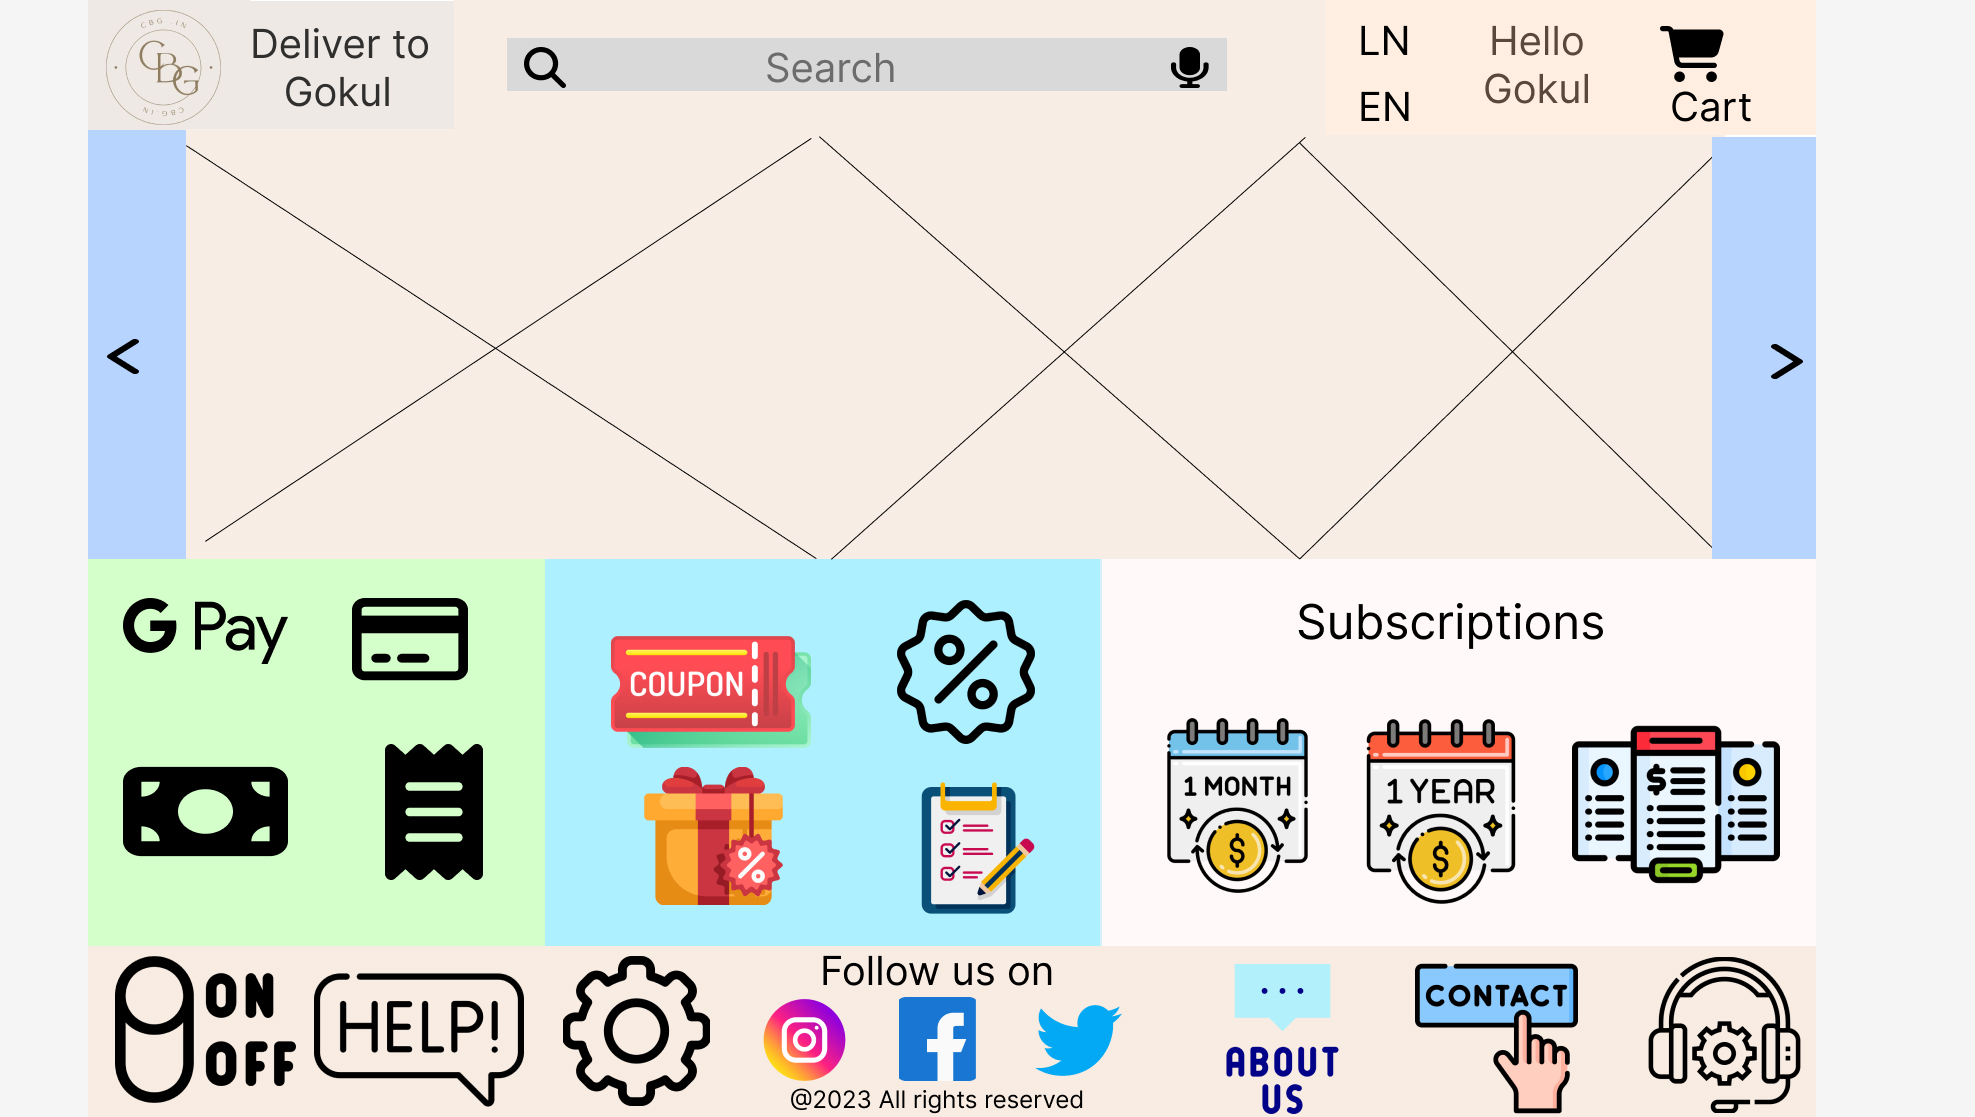 CBG .IN
CBG
CBG.IN
Deliver to
Gokul
Search
LN
EN
Hello
Gokul
Cart
<
>
G Pay
COUPON
%
%
Subscriptions
1 MONTH
$
1 YEAR
$
$
ON
OFF
HELP!
Follow us on
@2023 All rights reserved
ABOUT
US
CONTACT